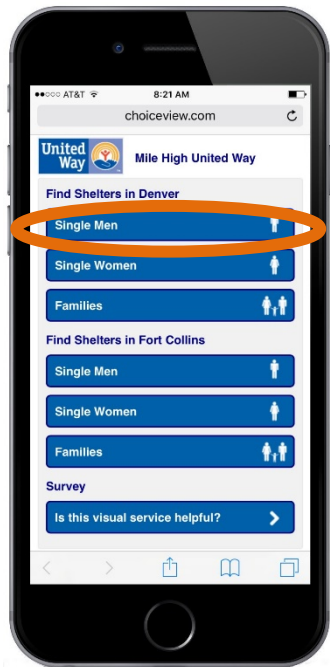 AT&T 8:21 AM
choiceview.com
United
Way
Mile High United Way
Find Shelters in Denver
Single Men
Single Women
Families
Find Shelters in Fort Collins
Single Men
Single Women
Families
Survey
Is this visual service helpful?